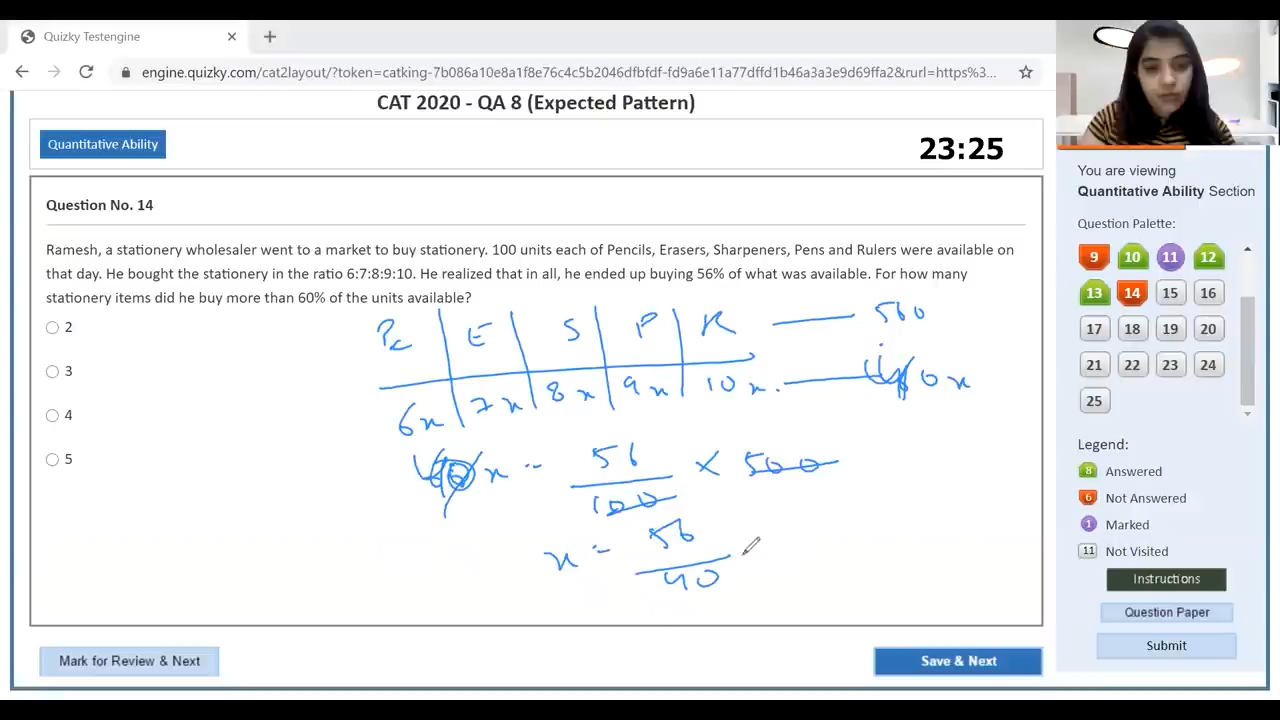 Quizky Testengine
engine.quizky.com/cat2layout/?token=catking-7b086a10e8a1f8e76c4c5b2046dfbfdf-fd9a6e11a77dffd1b46a3a3e9d69ffa2&rurl=https%3...
CAT 2020 - QA 8 (Expected Pattern)
Quantitative Ability
23:25
Question No. 14
Ramesh, a stationery wholesaler went to a market to buy stationery. 100 units each of Pencils, Erasers, Sharpeners, Pens and Rulers were available on
that day. He bought the stationery in the ratio 6:7:8:9:10. He realized that in all, he ended up buying 56% of what was available. For how many
stationery items did he buy more than 60% of the units available?
2
3
4
5
Pc E S P R
6x 7x 8x 9x 10x
x = 56/100 × 500
x = 56/40
Mark for Review & Next
Save & Next
You are viewing
Quantitative Ability Section
Question Palette:
9 10 11 12
13 14 15 16
17 18 19 20
21 22 23 24
25
Legend:
8 Answered
6 Not Answered
1 Marked
11 Not Visited
Instructions
Question Paper
Submit